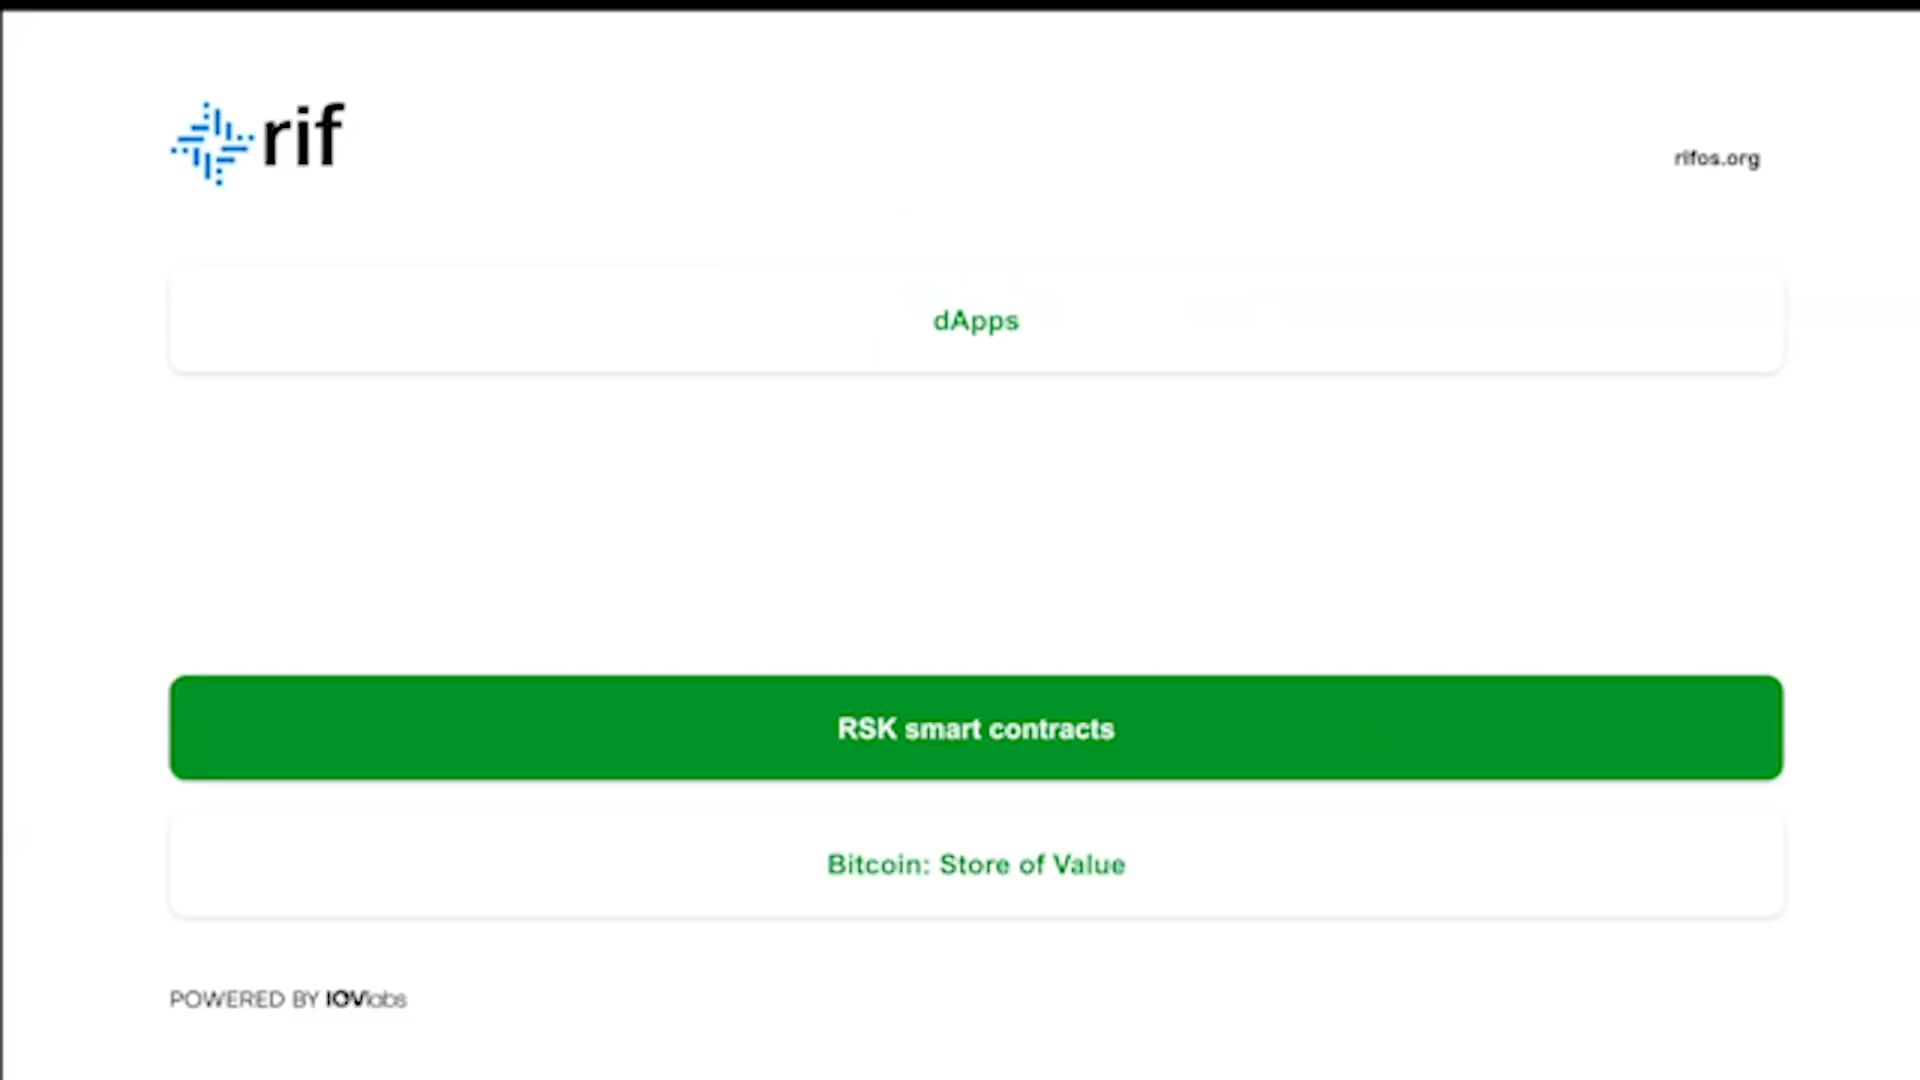 rif
rifos.org
dApps
RSK smart contracts
Bitcoin: Store of Value
POWERED BY IOVlabs